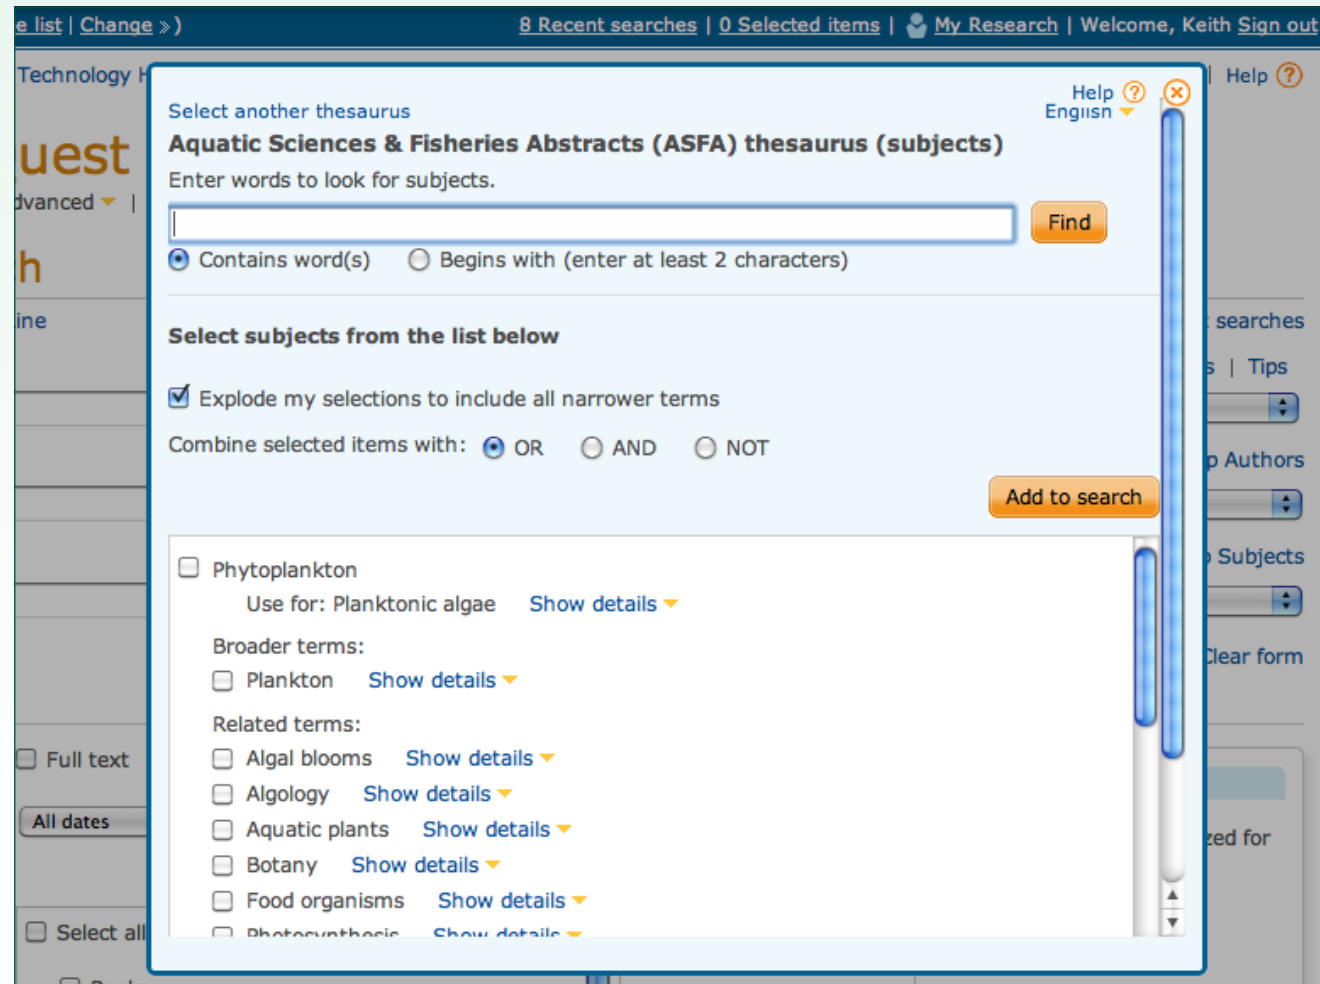 e list | Change » )
8 Recent searches | 0 Selected items | My Research | Welcome, Keith Sign out
Technology H
| Help ?
uest
dvanced |
h
ine
searches
s | Tips
p Authors
Subjects
Clear form
Full text
All dates
zed for
Select all
Help ?
English
Select another thesaurus
Aquatic Sciences & Fisheries Abstracts (ASFA) thesaurus (subjects)
Enter words to look for subjects.
Find
Contains word(s) Begins with (enter at least 2 characters)
Select subjects from the list below
Explode my selections to include all narrower terms
Combine selected items with: OR AND NOT
Add to search
Phytoplankton
Use for: Planktonic algae Show details
Broader terms:
Plankton Show details
Related terms:
Algal blooms Show details
Algology Show details
Aquatic plants Show details
Botany Show details
Food organisms Show details
Photosynthesis Show details